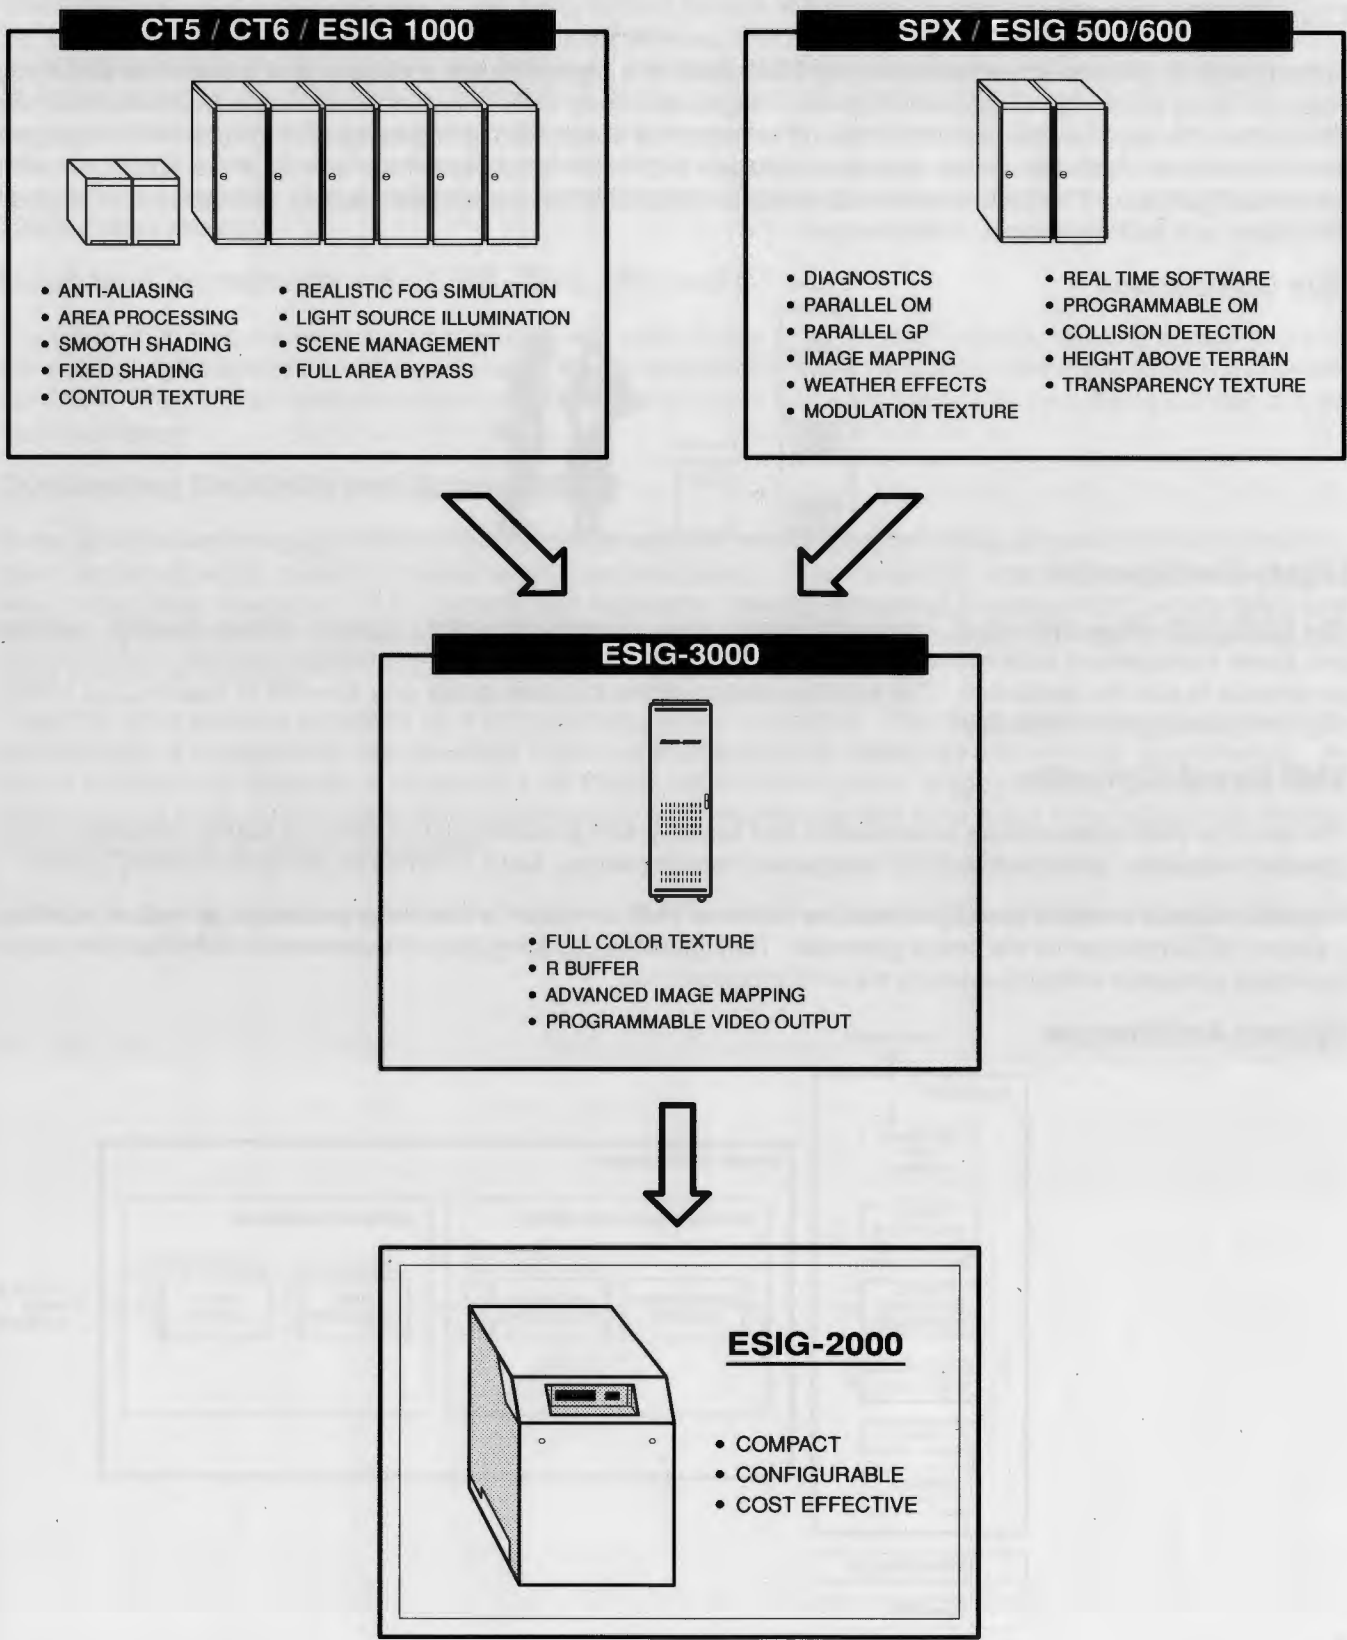 CT5 / CT6 / ESIG 1000
• ANTI-ALIASING
• AREA PROCESSING
• SMOOTH SHADING
• FIXED SHADING
• CONTOUR TEXTURE
• REALISTIC FOG SIMULATION
• LIGHT SOURCE ILLUMINATION
• SCENE MANAGEMENT
• FULL AREA BYPASS
SPX / ESIG 500/600
• DIAGNOSTICS
• PARALLEL OM
• PARALLEL GP
• IMAGE MAPPING
• WEATHER EFFECTS
• MODULATION TEXTURE
• REAL TIME SOFTWARE
• PROGRAMMABLE OM
• COLLISION DETECTION
• HEIGHT ABOVE TERRAIN
• TRANSPARENCY TEXTURE
ESIG-3000
• FULL COLOR TEXTURE
• R BUFFER
• ADVANCED IMAGE MAPPING
• PROGRAMMABLE VIDEO OUTPUT
ESIG-2000
• COMPACT
• CONFIGURABLE
• COST EFFECTIVE